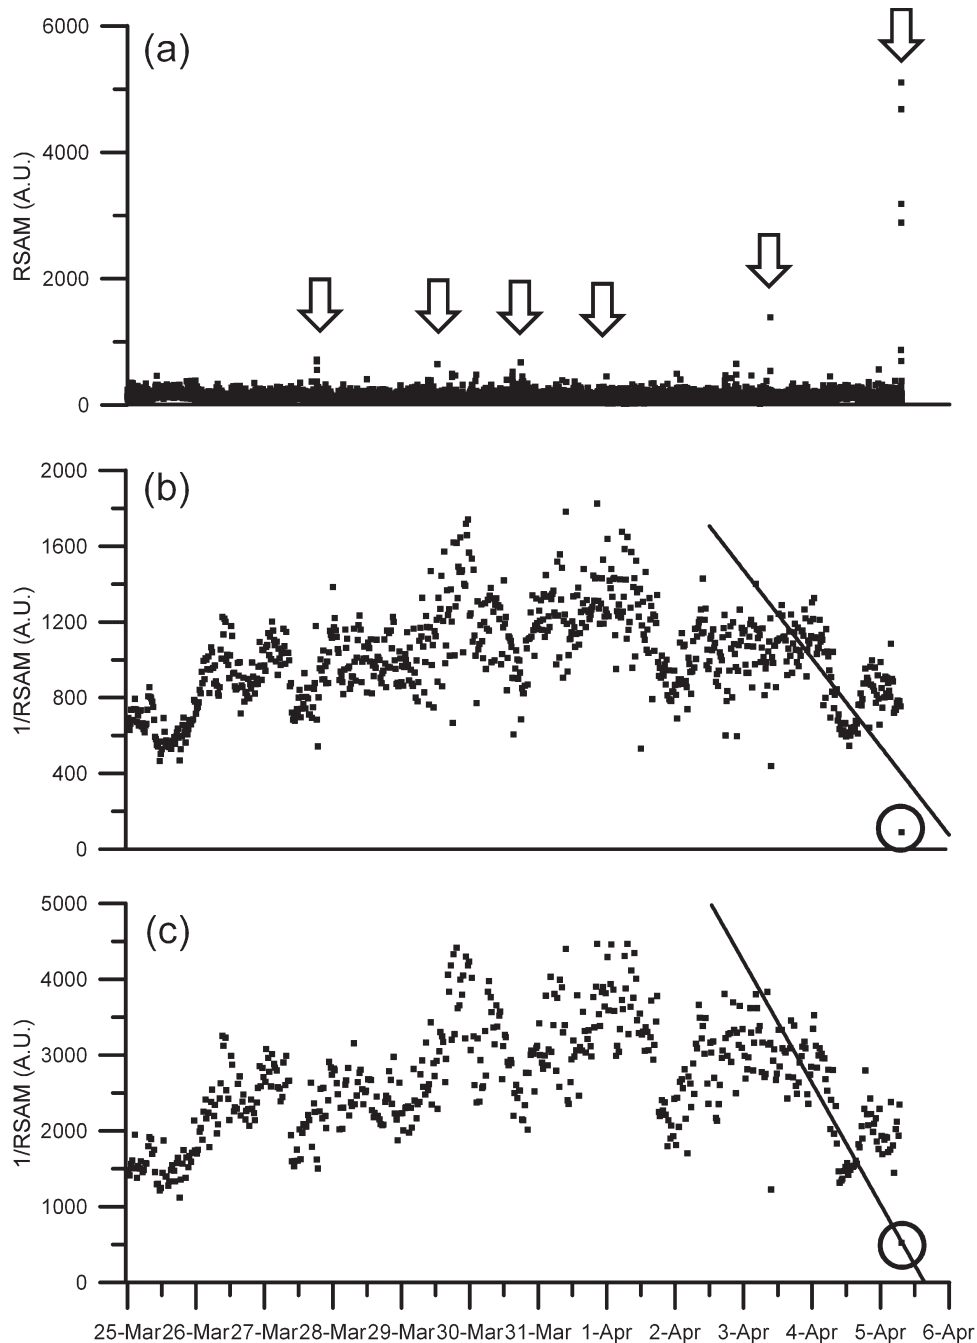 (a)
6000
4000
2000
0
RSAM (A.U.)
(b)
2000
1600
1200
800
400
0
1/RSAM (A.U.)
(c)
5000
4000
3000
2000
1000
0
1/RSAM (A.U.)
25-Mar26-Mar27-Mar28-Mar29-Mar30-Mar31-Mar 1-Apr 2-Apr 3-Apr 4-Apr 5-Apr 6-Apr